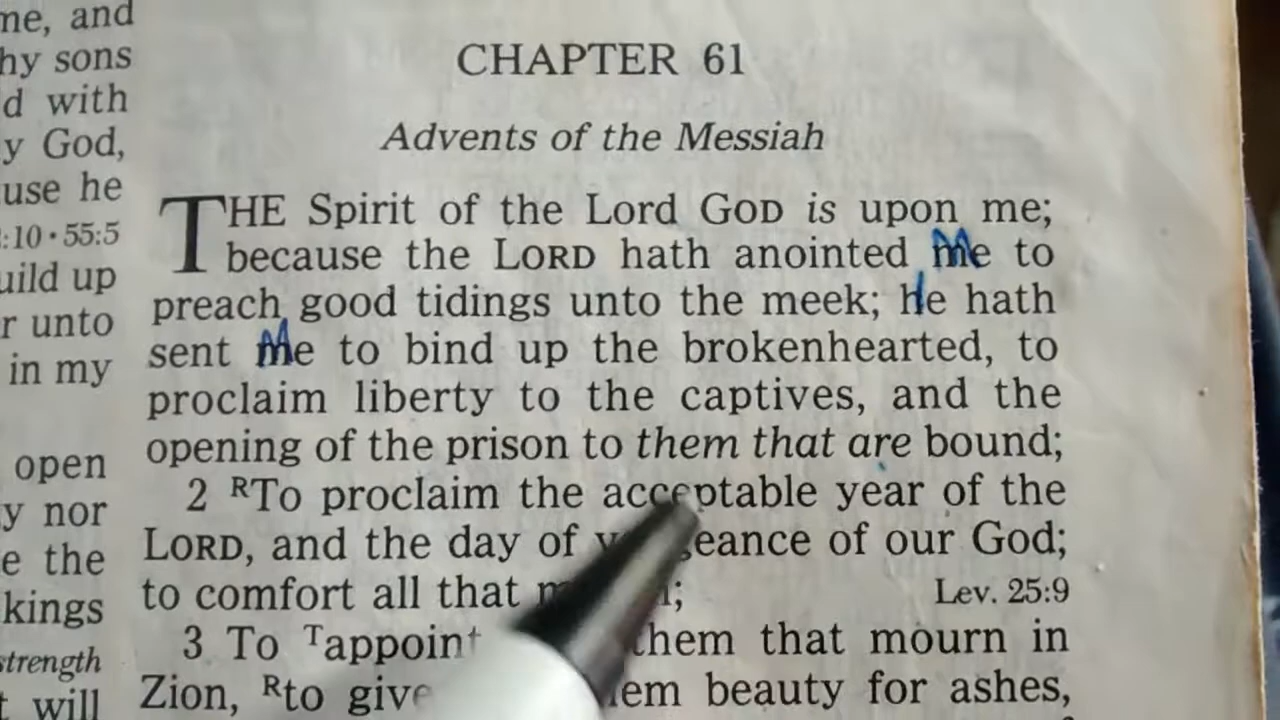 me, and
hy sons
d with
y God,
use he
:10 • 55:5
uild up
r unto
in my
open
y nor
e the
kings
strength
will
CHAPTER 61
Advents of the Messiah
THE Spirit of the Lord GOD is upon me;
because the LORD hath anointed Me to
preach good tidings unto the meek; He hath
sent Me to bind up the brokenhearted, to
proclaim liberty to the captives, and the
opening of the prison to them that are bound;
2 ᴿTo proclaim the acceptable year of the
LORD, and the day of eance of our God;
to comfort all that
Lev. 25:9
3 To ᵀappoint them that mourn in
Zion, ᴿto give em beauty for ashes,